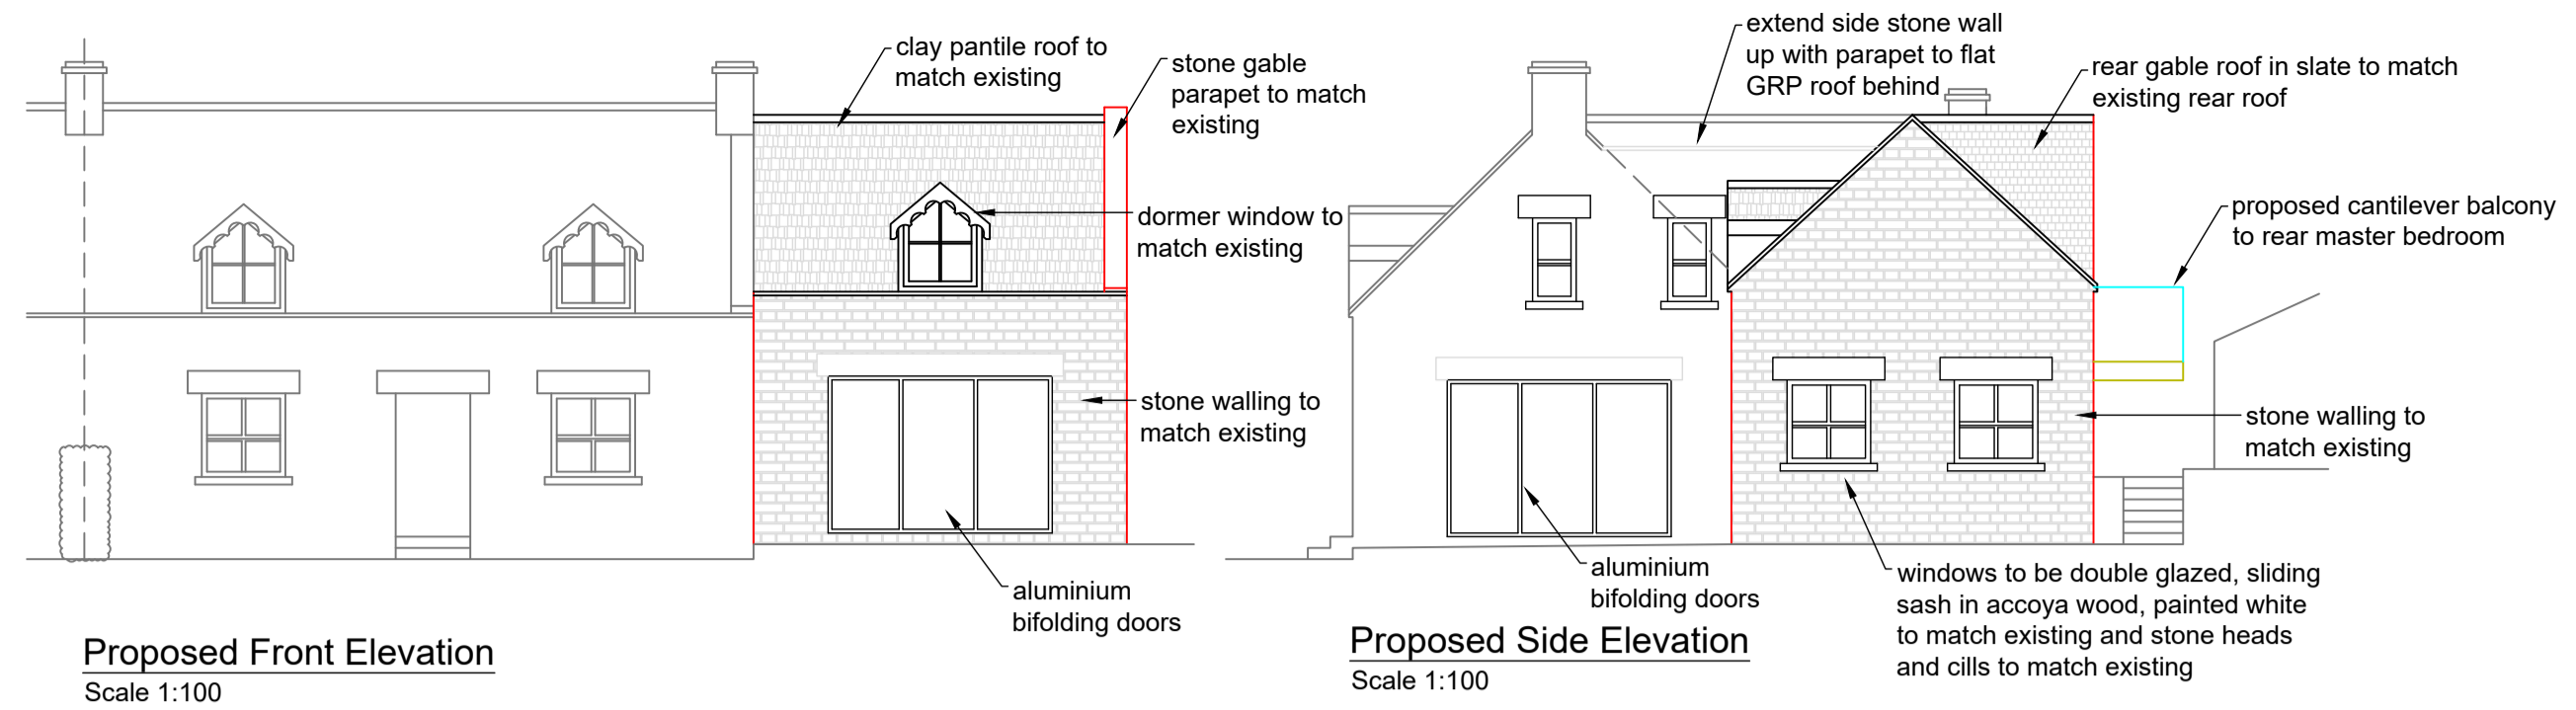 clay pantile roof to
match existing
stone gable
parapet to match
existing
dormer window to
match existing
stone walling to
match existing
aluminium
bifolding doors
Proposed Front Elevation
Scale 1:100
extend side stone wall
up with parapet to flat
GRP roof behind
rear gable roof in slate to match
existing rear roof
proposed cantilever balcony
to rear master bedroom
stone walling to
match existing
aluminium
bifolding doors
windows to be double glazed, sliding
sash in accoya wood, painted white
to match existing and stone heads
and cills to match existing
Proposed Side Elevation
Scale 1:100